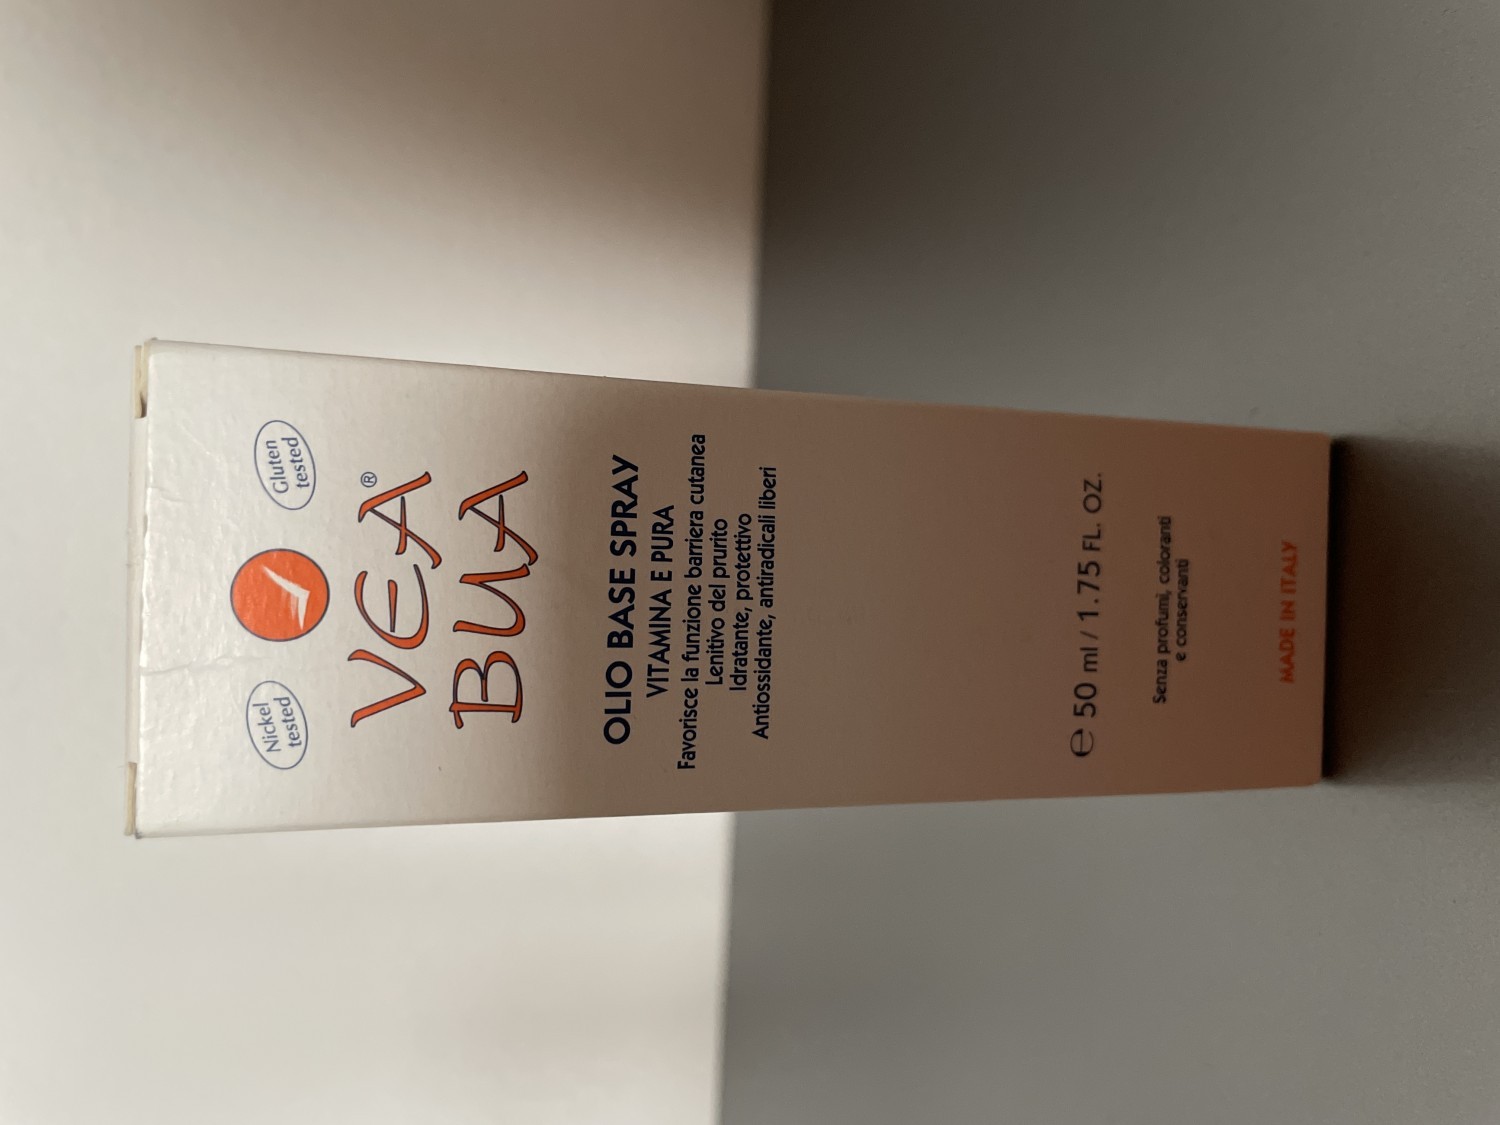 Nickel
tested
Gluten
tested
VEA®
BUA
OLIO BASE SPRAY
VITAMINA E PURA
Favorisce la funzione barriera cutanea
Lenitivo del prurito
Idratante, protettivo
Antiossidante, antiradicali liberi
℮ 50 ml / 1.75 FL. OZ.
Senza profumi, coloranti
e conservanti
MADE IN ITALY